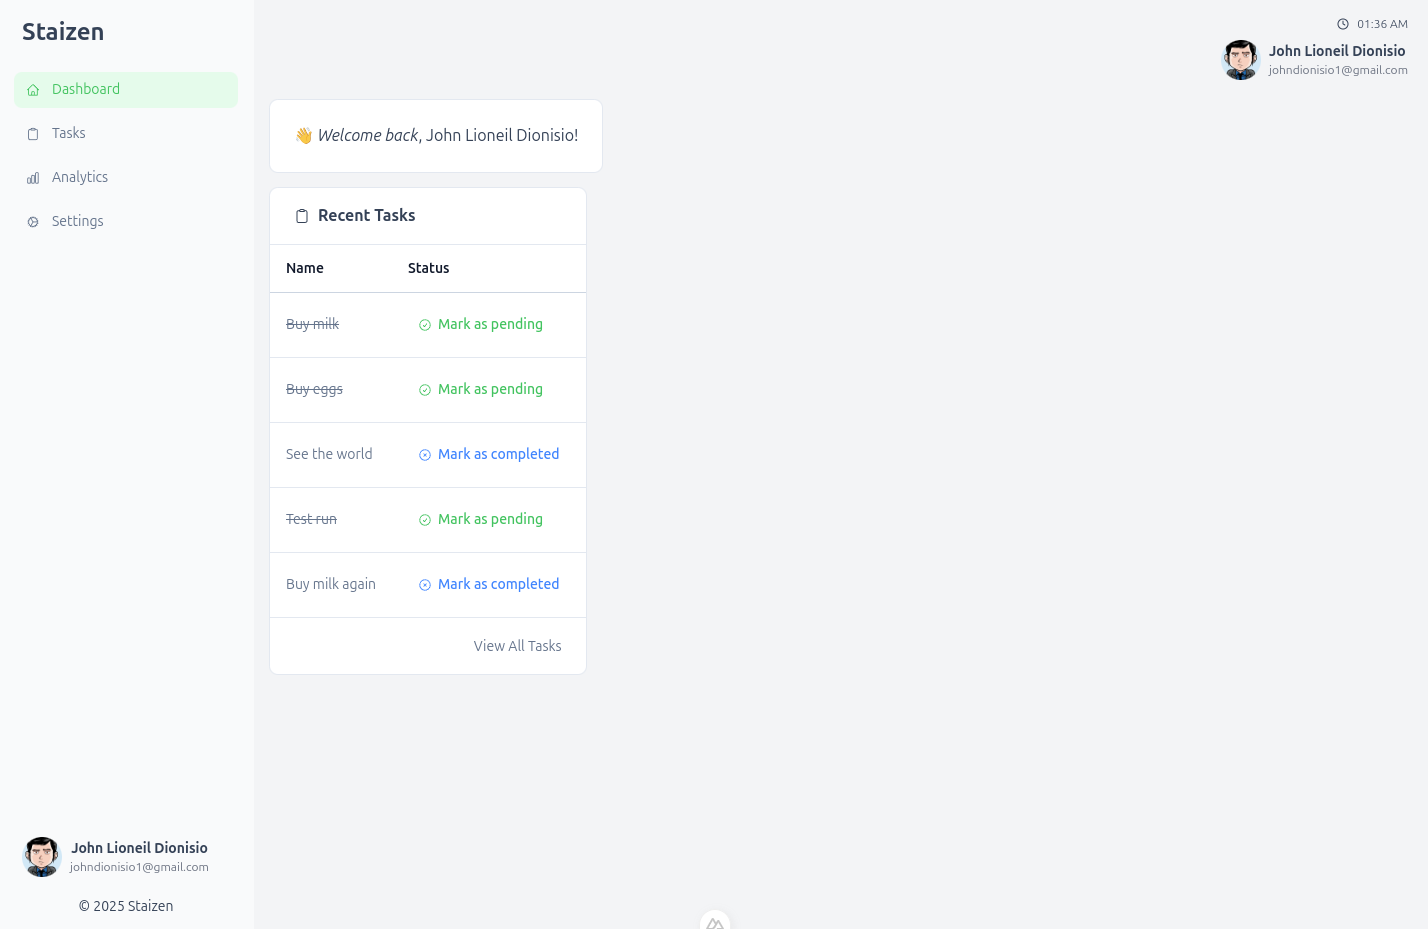 Staizen
Dashboard
Tasks
Analytics
Settings
John Lioneil Dionisio
johndionisio1@gmail.com
© 2025 Staizen
01:36 AM
John Lioneil Dionisio
johndionisio1@gmail.com
👋 Welcome back, John Lioneil Dionisio!
Recent Tasks
Name Status
Buy milk Mark as pending
Buy eggs Mark as pending
See the world Mark as completed
Test run Mark as pending
Buy milk again Mark as completed
View All Tasks